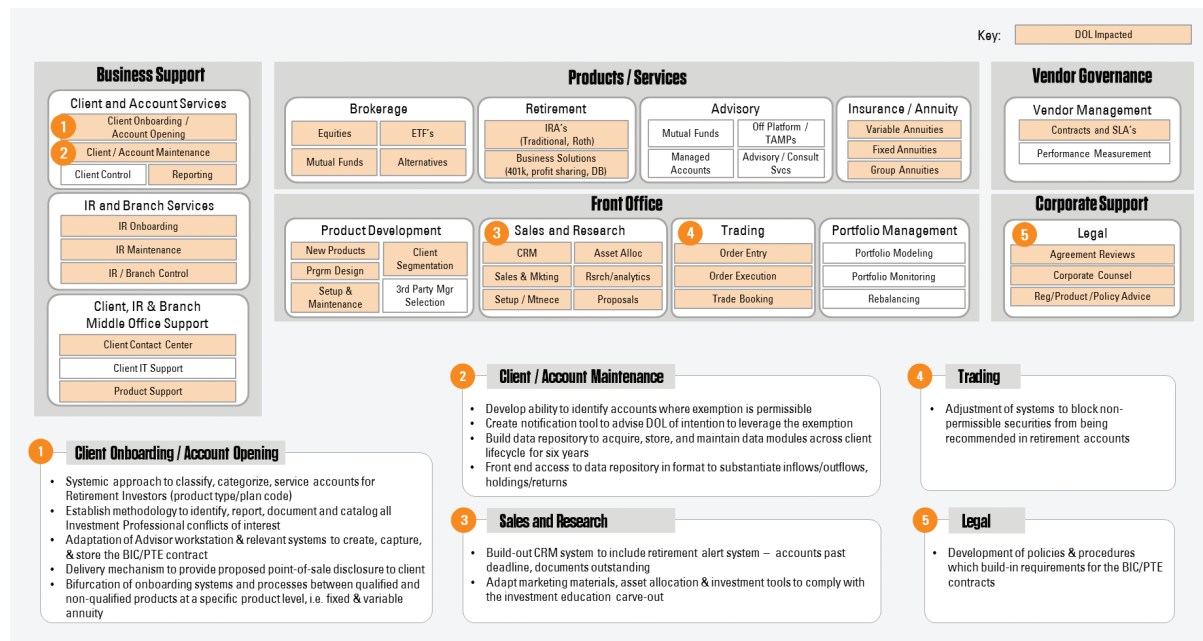 Key:
DOL Impacted
Business Support
Client and Account Services
1
Client Onboarding /
Account Opening
2
Client / Account Maintenance
Client Control
Reporting
IR and Branch Services
IR Onboarding
IR Maintenance
IR / Branch Control
Client, IR & Branch
Middle Office Support
Client Contact Center
Client IT Support
Product Support
Products / Services
Brokerage
Equities
ETF's
Mutual Funds
Alternatives
Retirement
IRA's
(Traditional, Roth)
Business Solutions
(401k, profit sharing, DB)
Advisory
Mutual Funds
Off Platform /
TAMPs
Managed
Accounts
Advisory / Consult
Svcs
Insurance / Annuity
Variable Annuities
Fixed Annuities
Group Annuities
Vendor Governance
Vendor Management
Contracts and SLA's
Performance Measurement
Front Office
Product Development
New Products
Client
Segmentation
Prgrm Design
Setup &
Maintenance
3rd Party Mgr
Selection
3
Sales and Research
CRM
Asset Alloc
Sales & Mkting
Rsrch/analytics
Setup / Mtnece
Proposals
4
Trading
Order Entry
Order Execution
Trade Booking
Portfolio Management
Portfolio Modeling
Portfolio Monitoring
Rebalancing
Corporate Support
5
Legal
Agreement Reviews
Corporate Counsel
Reg/Product /Policy Advice
1
Client Onboarding / Account Opening
• Systemic approach to classify, categorize, service accounts for
Retirement Investors (product type/plan code)
• Establish methodology to identify, report, document and catalog all
Investment Professional conflicts of interest
• Adaptation of Advisor workstation & relevant systems to create, capture,
& store the BIC/PTE contract
• Delivery mechanism to provide proposed point-of-sale disclosure to client
• Bifurcation of onboarding systems and processes between qualified and
non-qualified products at a specific product level, i.e. fixed & variable
annuity
2
Client / Account Maintenance
• Develop ability to identify accounts where exemption is permissible
• Create notification tool to advise DOL of intention to leverage the exemption
• Build data repository to acquire, store, and maintain data modules across client
lifecycle for six years
• Front end access to data repository in format to substantiate inflows/outflows,
holdings/returns
3
Sales and Research
• Build-out CRM system to include retirement alert system – accounts past
deadline, documents outstanding
• Adapt marketing materials, asset allocation & investment tools to comply with
the investment education carve-out
4
Trading
• Adjustment of systems to block non-
permissible securities from being
recommended in retirement accounts
5
Legal
• Development of policies & procedures
which build-in requirements for the BIC/PTE
contracts